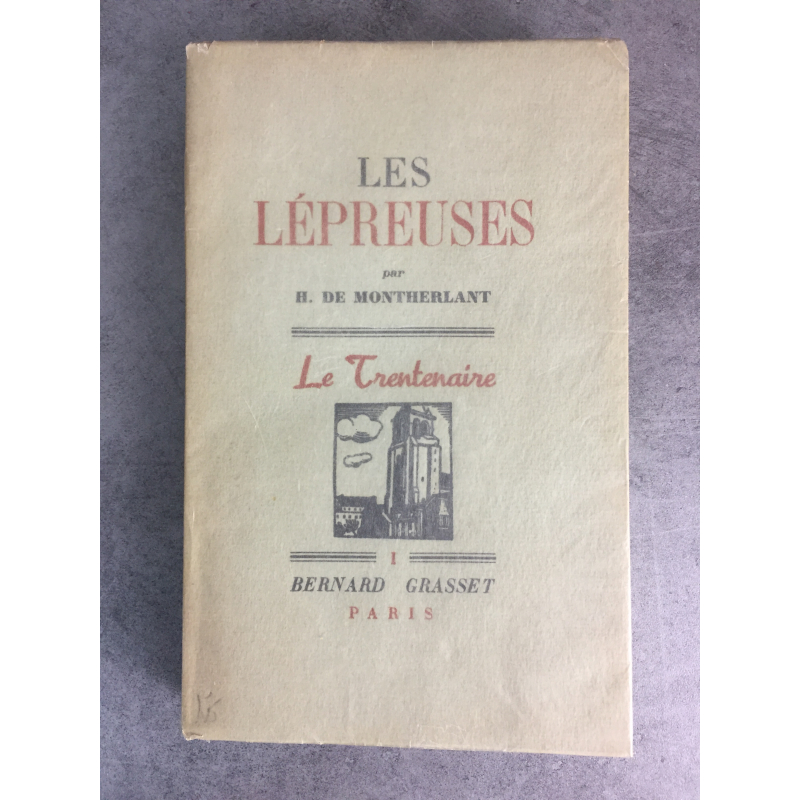 LES
LÉPREUSES
par
H. DE MONTHERLANT
Le Trentenaire
I
BERNARD GRASSET
PARIS